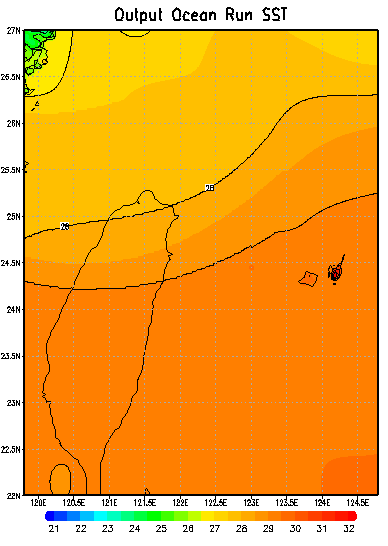 Output Ocean Run SST
27N
26.5N
26N
25.5N
28
25N
28
24.5N
24N
23.5N
23N
22.5N
22N
120E 120.5E 121E 121.5E 122E 122.5E 123E 123.5E 124E 124.5E
21 22 23 24 25 26 27 28 29 30 31 32